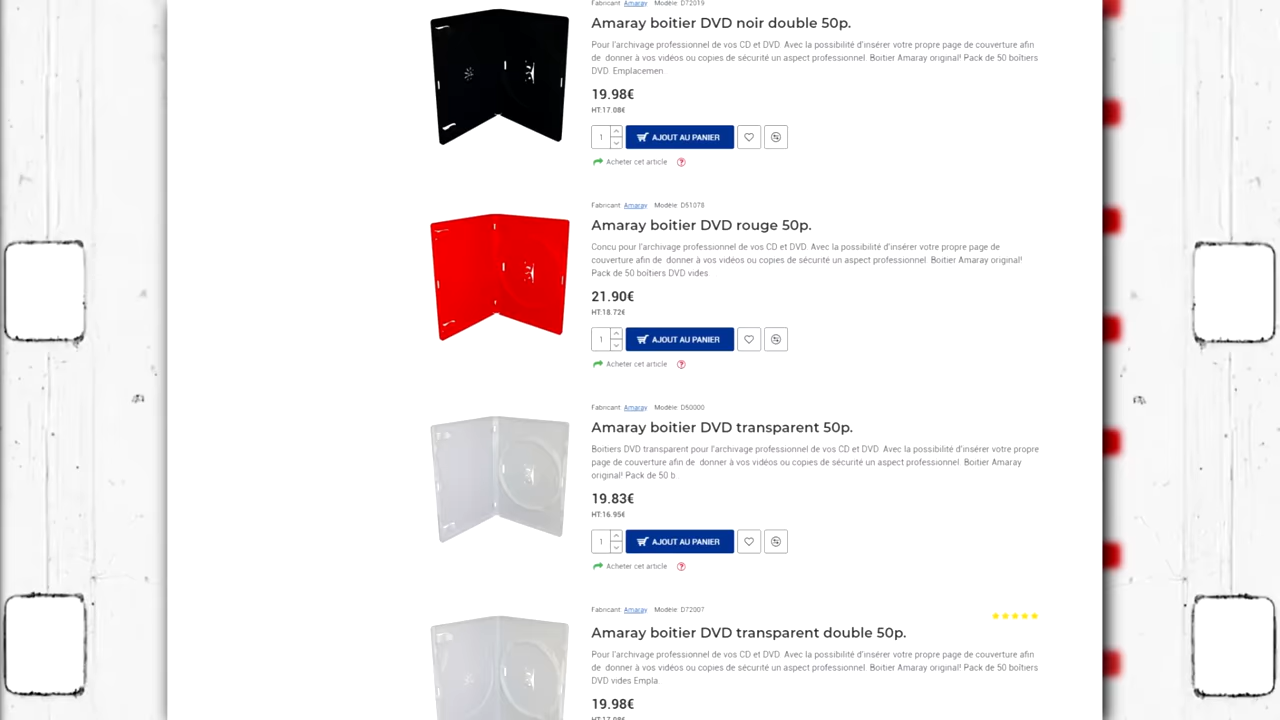 Fabricant: Amaray Modèle: D72019
Amaray boitier DVD noir double 50p.
Pour l'archivage professionnel de vos CD et DVD. Avec la possibilité d'insérer votre propre page de couverture afin
de donner à vos vidéos ou copies de sécurité un aspect professionnel. Boitier Amaray original! Pack de 50 boîtiers
DVD Emplacemen
19.98€
HT:17.08€
1 AJOUT AU PANIER
Acheter cet article ?
Fabricant: Amaray Modèle: D51078
Amaray boitier DVD rouge 50p.
Concu pour l'archivage professionnel de vos CD et DVD. Avec la possibilité d'insérer votre propre page de
couverture afin de donner à vos vidéos ou copies de sécurité un aspect professionnel. Boitier Amaray original!
Pack de 50 boîtiers DVD vides
21.90€
HT:18.72€
1 AJOUT AU PANIER
Acheter cet article ?
Fabricant: Amaray Modèle: D50000
Amaray boitier DVD transparent 50p.
Boitiers DVD transparent pour l'archivage professionnel de vos CD et DVD. Avec la possibilité d'insérer votre propre
page de couverture afin de donner à vos vidéos ou copies de sécurité un aspect professionnel. Boitier Amaray
original! Pack de 50 b
19.83€
HT:16.95€
1 AJOUT AU PANIER
Acheter cet article ?
Fabricant: Amaray Modèle: D72007
Amaray boitier DVD transparent double 50p.
Pour l'archivage professionnel de vos CD et DVD. Avec la possibilité d'insérer votre propre page de couverture afin
de donner à vos vidéos ou copies de sécurité un aspect professionnel. Boitier Amaray original! Pack de 50 boîtiers
DVD vides Empla
19.98€
HT:17.08€